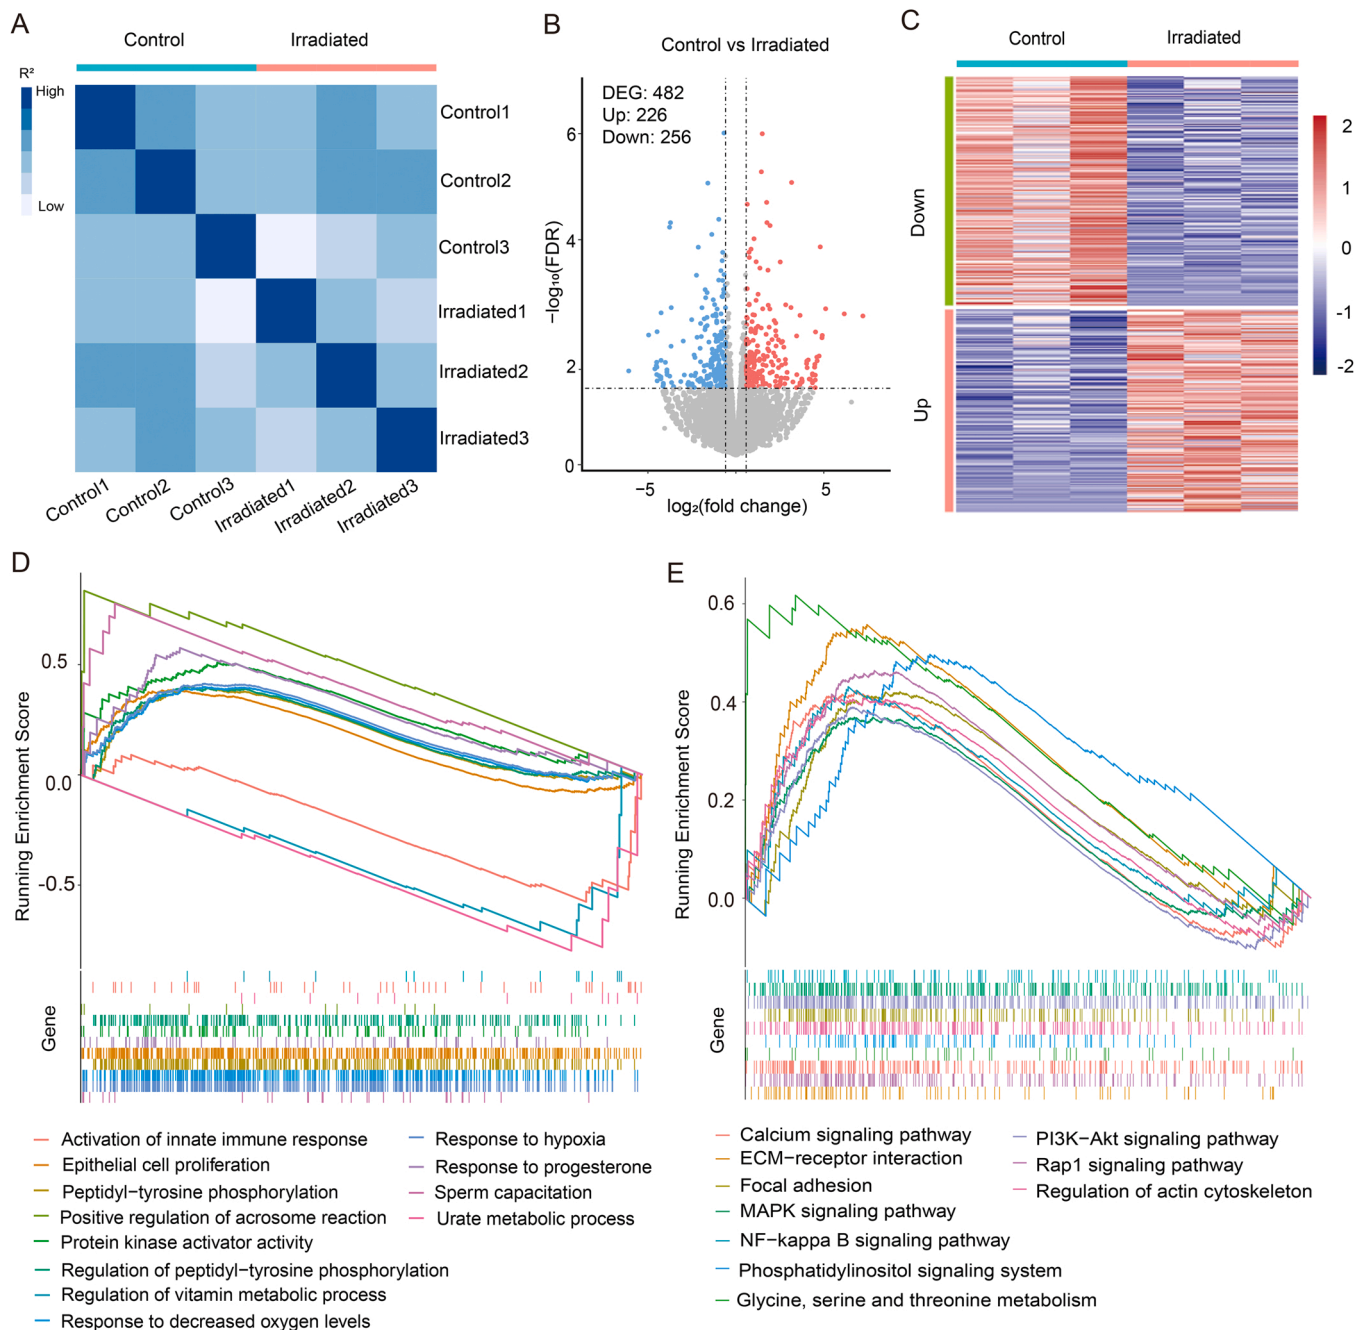 A
Control
Irradiated
R²
High
Low
Control1
Control2
Control3
Irradiated1
Irradiated2
Irradiated3
Control1
Control2
Control3
Irradiated1
Irradiated2
Irradiated3
B
Control vs Irradiated
DEG: 482
Up: 226
Down: 256
−log₁₀(FDR)
6
4
2
0
−5
5
log₂(fold change)
C
Control
Irradiated
Down
Up
2
1
0
-1
-2
D
Running Enrichment Score
0.5
0.0
−0.5
Gene
Activation of innate immune response
Epithelial cell proliferation
Peptidyl−tyrosine phosphorylation
Positive regulation of acrosome reaction
Protein kinase activator activity
Regulation of peptidyl−tyrosine phosphorylation
Regulation of vitamin metabolic process
Response to decreased oxygen levels
Response to hypoxia
Response to progesterone
Sperm capacitation
Urate metabolic process
E
Running Enrichment Score
0.6
0.4
0.2
0.0
Gene
Calcium signaling pathway
ECM−receptor interaction
Focal adhesion
MAPK signaling pathway
NF−kappa B signaling pathway
Phosphatidylinositol signaling system
Glycine, serine and threonine metabolism
PI3K−Akt signaling pathway
Rap1 signaling pathway
Regulation of actin cytoskeleton